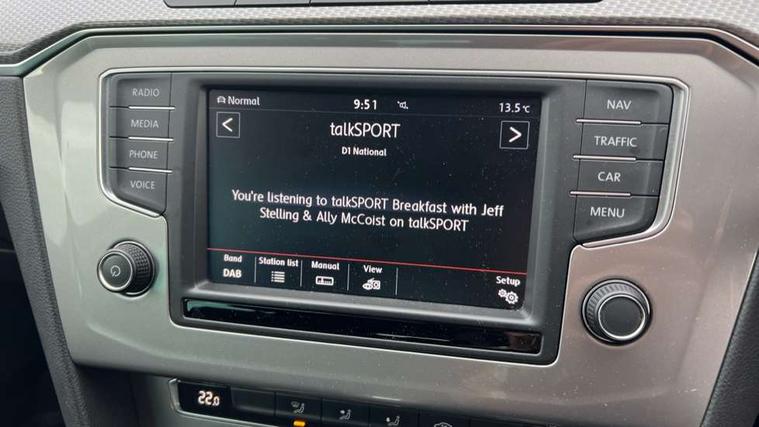 RADIO
MEDIA
PHONE
VOICE
Normal
9:51
13.5 °C
talkSPORT
D1 National
You're listening to talkSPORT Breakfast with Jeff
Stelling & Ally McCoist on talkSPORT
Band
DAB
Station list
Manual
View
Setup
NAV
TRAFFIC
CAR
MENU
22.0